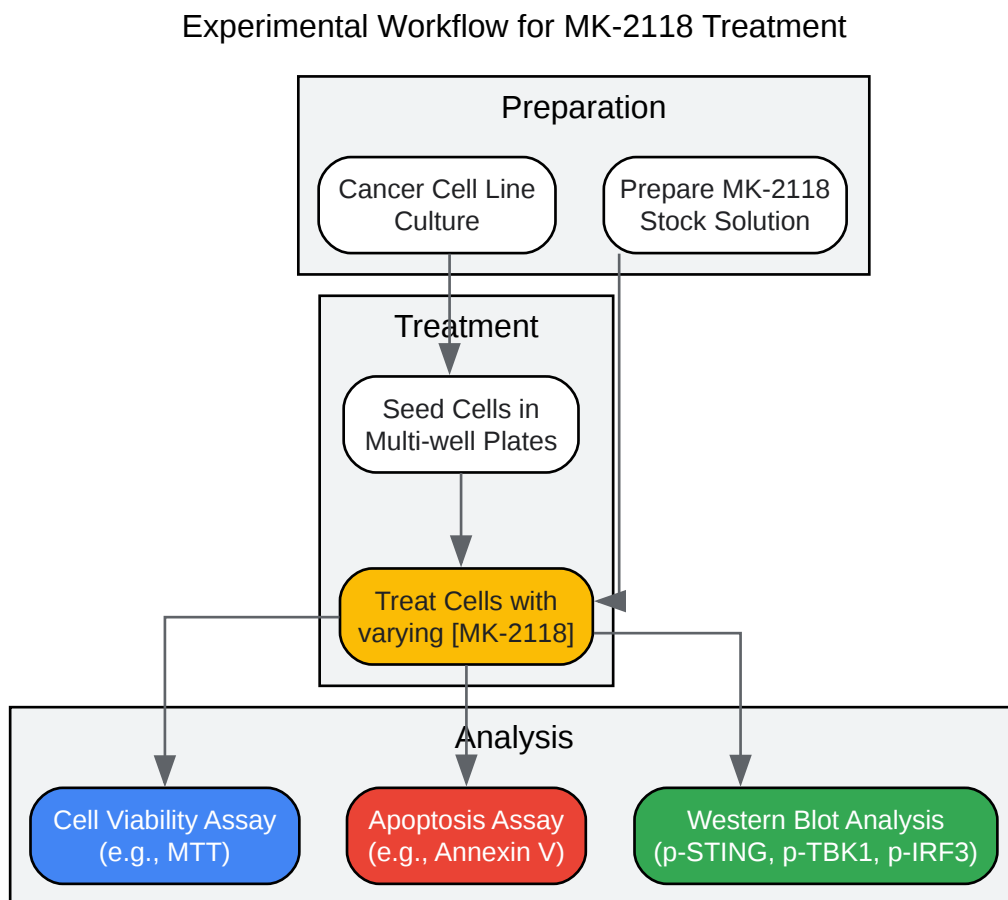 Experimental Workflow for MK-2118 Treatment
Preparation
Cancer Cell Line
Culture
Prepare MK-2118
Stock Solution
Treatment
Seed Cells in
Multi-well Plates
Treat Cells with
varying [MK-2118]
Analysis
Cell Viability Assay
(e.g., MTT)
Apoptosis Assay
(e.g., Annexin V)
Western Blot Analysis
(p-STING, p-TBK1, p-IRF3)